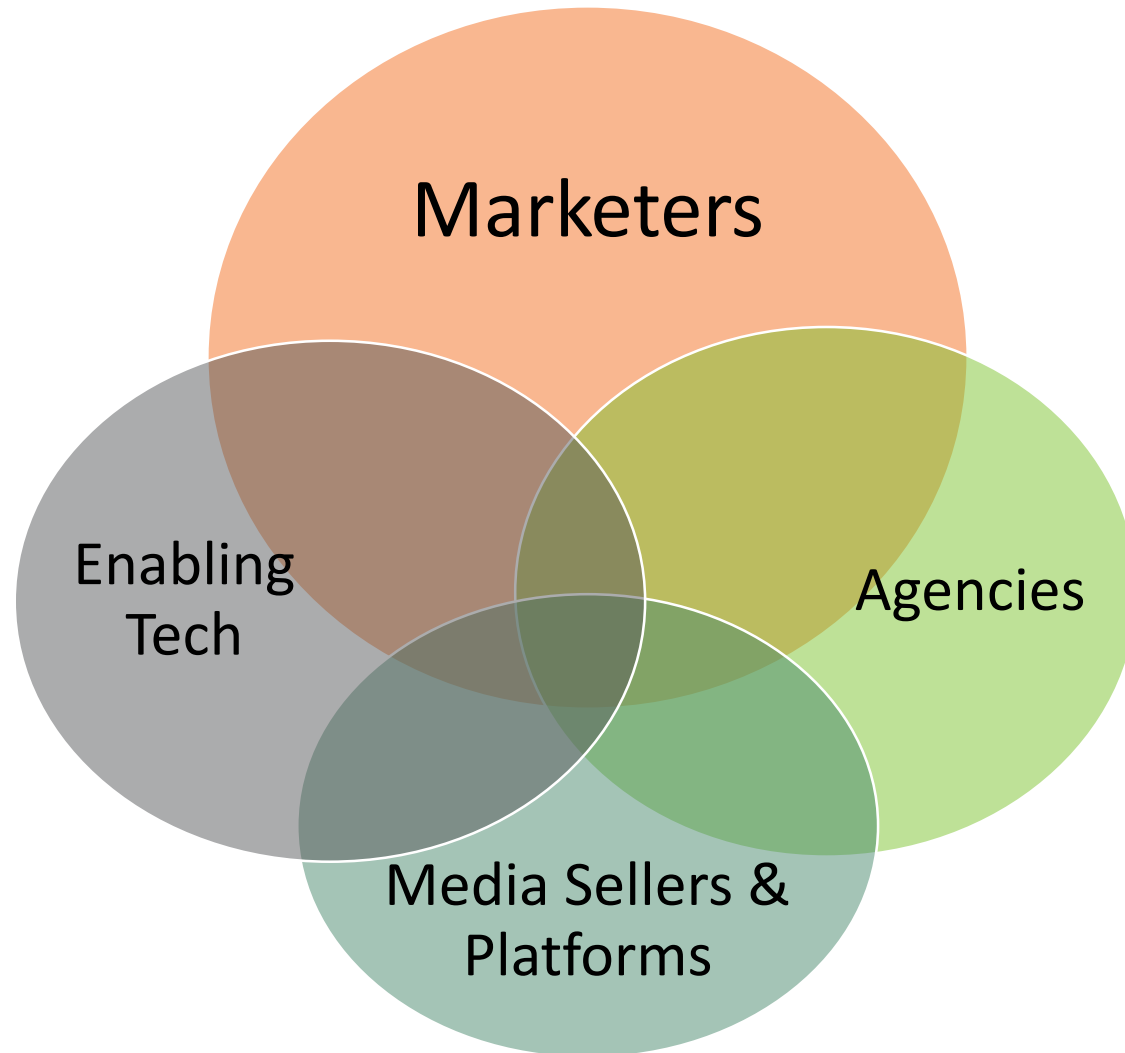 Marketers
Enabling
Tech
Agencies
Media Sellers &
Platforms